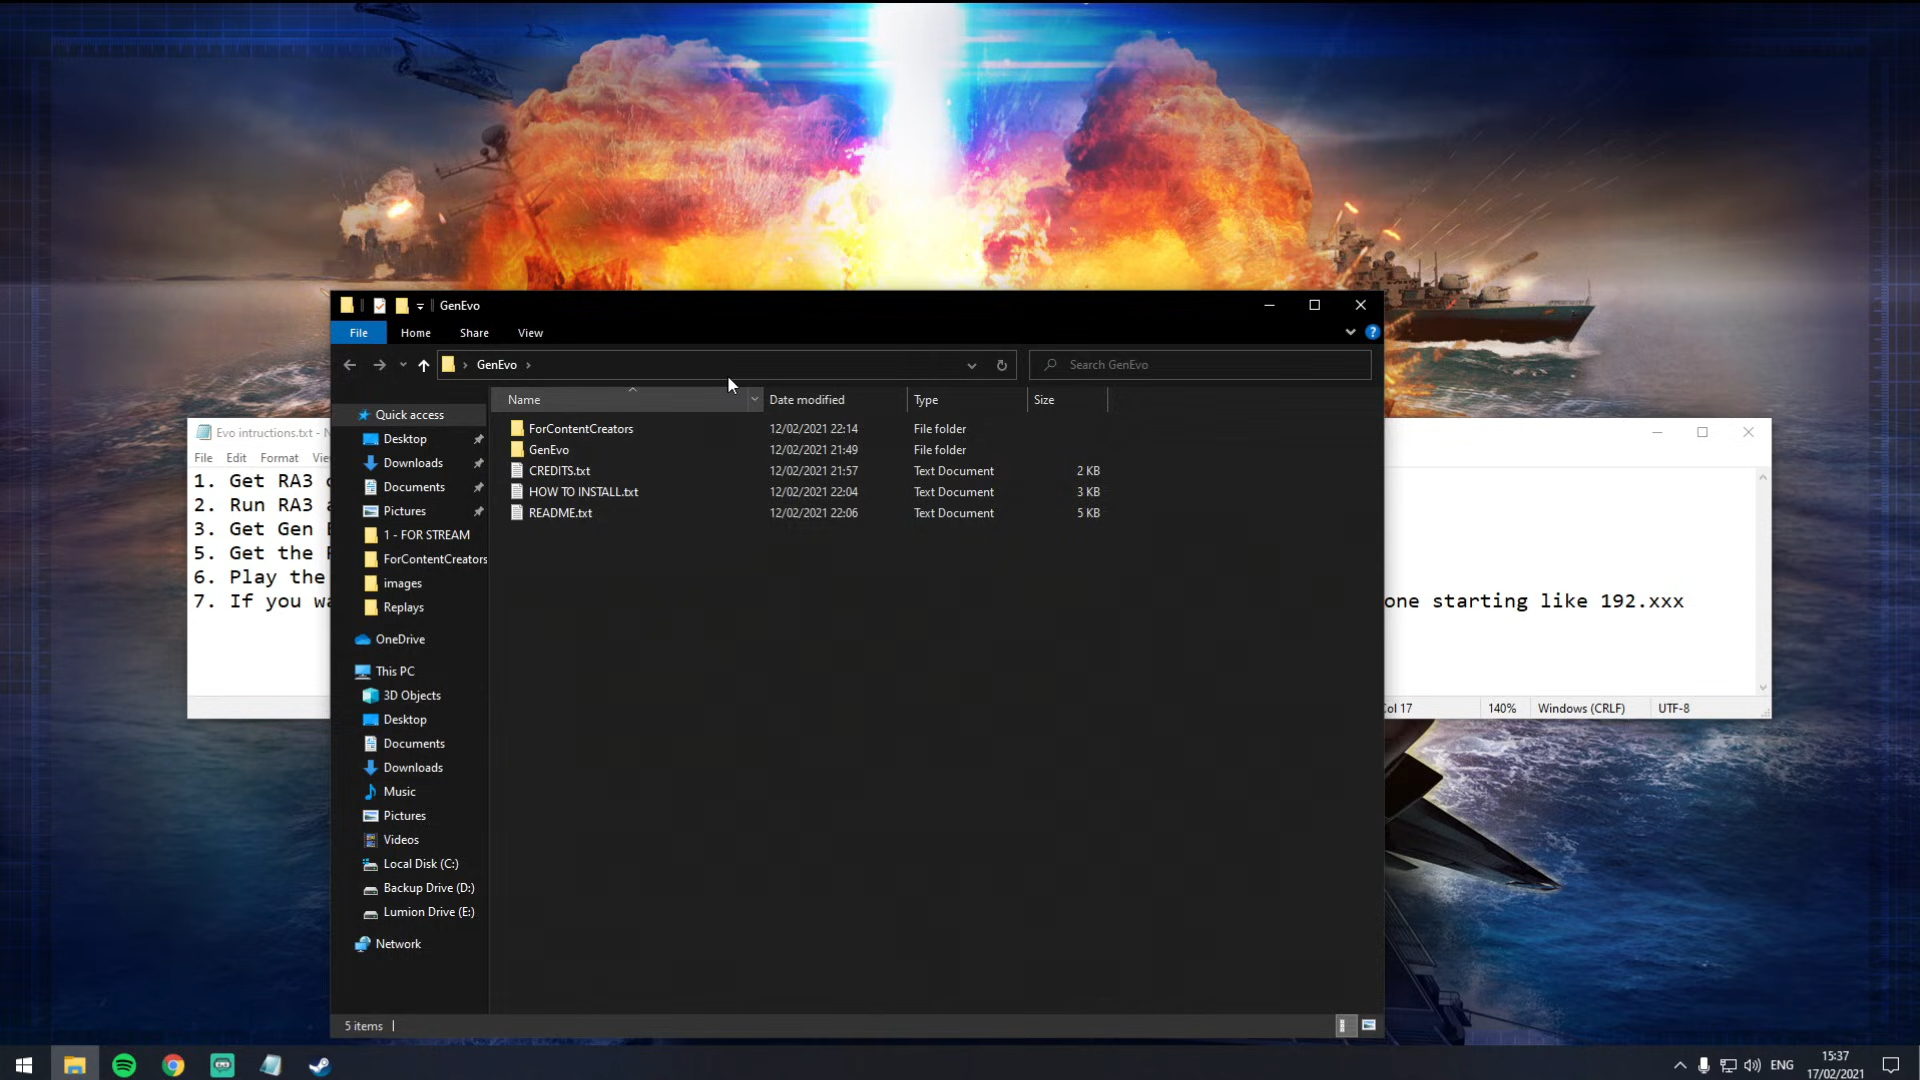 GenEvo
File Home Share View
GenEvo
Search GenEvo
Name Date modified Type Size
Quick access
Desktop
Downloads
Documents
Pictures
1 - FOR STREAM
ForContentCreators
images
Replays
OneDrive
This PC
3D Objects
Desktop
Documents
Downloads
Music
Pictures
Videos
Local Disk (C:)
Backup Drive (D:)
Lumion Drive (E:)
Network
ForContentCreators 12/02/2021 22:14 File folder
GenEvo 12/02/2021 21:49 File folder
CREDITS.txt 12/02/2021 21:57 Text Document 2 KB
HOW TO INSTALL.txt 12/02/2021 22:04 Text Document 3 KB
README.txt 12/02/2021 22:06 Text Document 5 KB
5 items
Evo intructions.txt - N
File Edit Format
1. Get RA3
2. Run RA3
3. Get Gen
5. Get the
6. Play the
7. If you
one starting like 192.xxx
Col 17 140% Windows (CRLF) UTF-8
ENG
15:37
17/02/2021